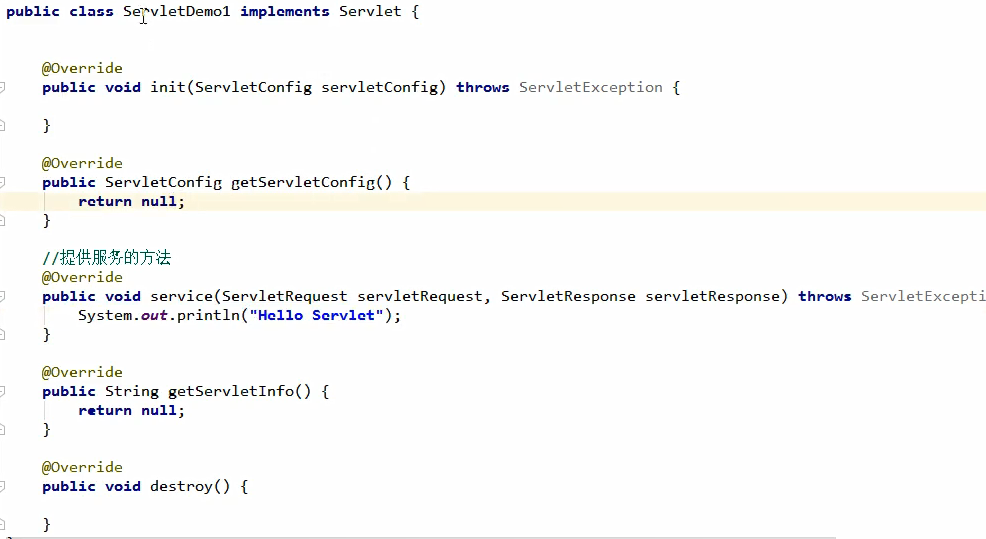 public class ServletDemo1 implements Servlet {
@Override
public void init(ServletConfig servletConfig) throws ServletException {
}
@Override
public ServletConfig getServletConfig() {
return null;
}
//提供服务的方法
@Override
public void service(ServletRequest servletRequest, ServletResponse servletResponse) throws ServletExcepti
System.out.println("Hello Servlet");
}
@Override
public String getServletInfo() {
return null;
}
@Override
public void destroy() {
}